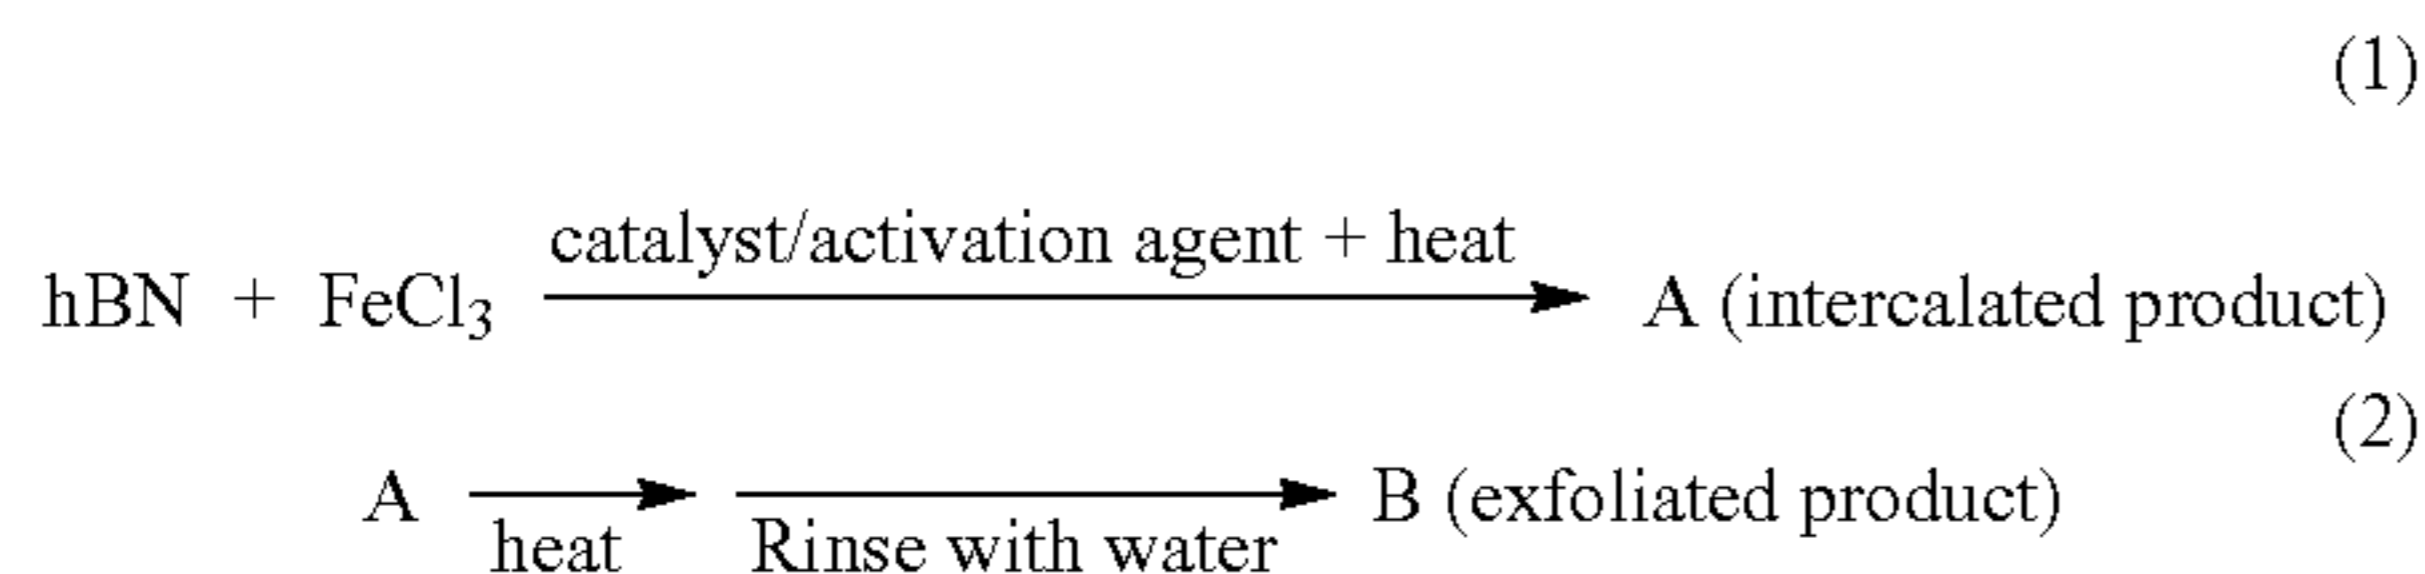 (1)
catalyst/activation agent + heat
hBN + FeCl₃ A (intercalated product)
(2)
A B (exfoliated product)
heat Rinse with water